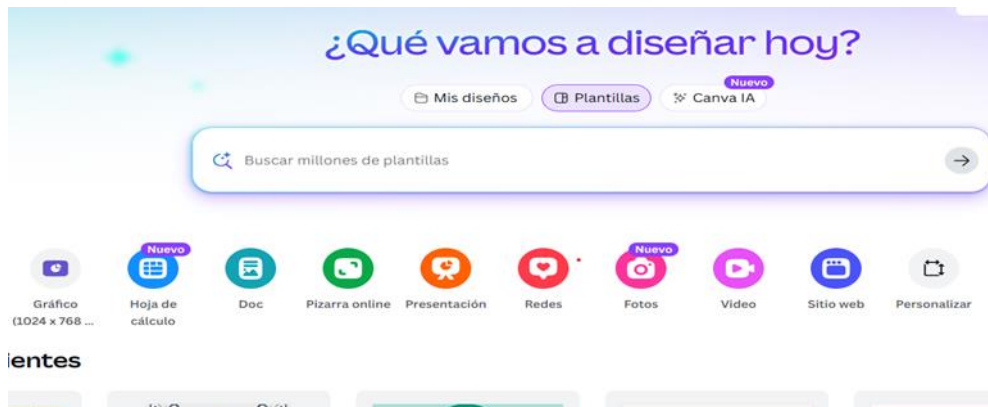 ¿Qué vamos a diseñar hoy?
Nuevo
Mis diseños Plantillas Canva IA
Buscar millones de plantillas
Nuevo Nuevo
Gráfico Hoja de Doc Pizarra online Presentación Redes Fotos Video Sitio web Personalizar
(1024 x 768 ... cálculo
ientes